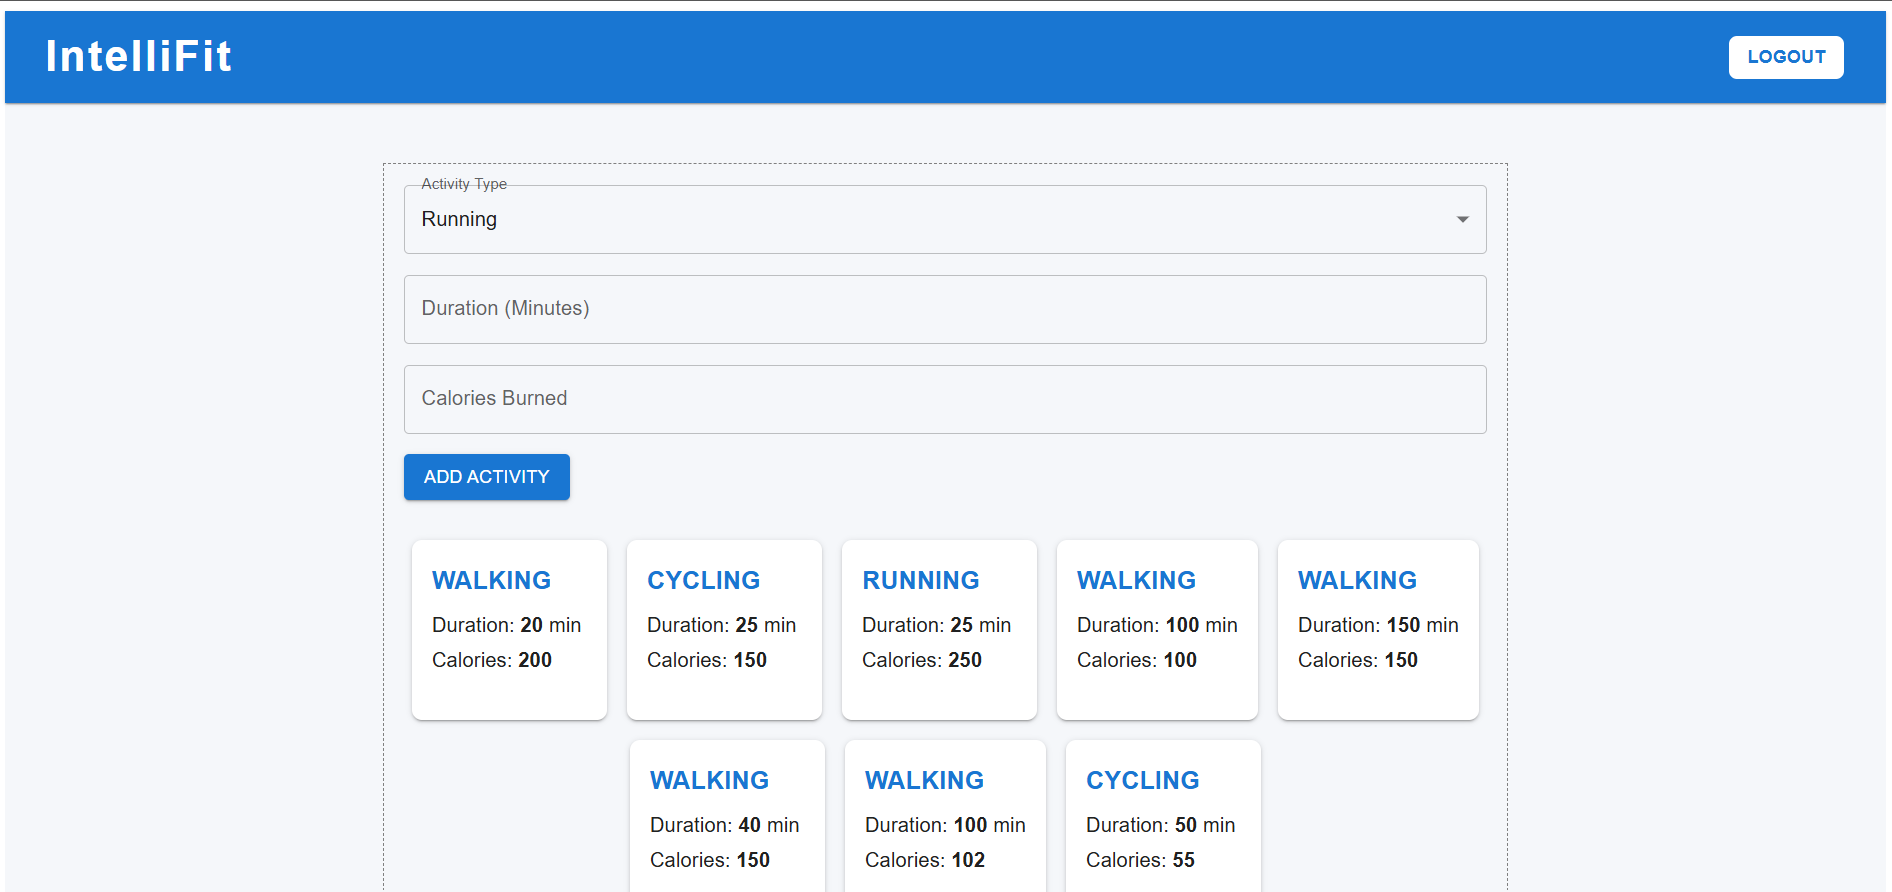 IntelliFit
LOGOUT
Activity Type
Running
Duration (Minutes)
Calories Burned
ADD ACTIVITY
WALKING
Duration: 20 min
Calories: 200
CYCLING
Duration: 25 min
Calories: 150
RUNNING
Duration: 25 min
Calories: 250
WALKING
Duration: 100 min
Calories: 100
WALKING
Duration: 150 min
Calories: 150
WALKING
Duration: 40 min
Calories: 150
WALKING
Duration: 100 min
Calories: 102
CYCLING
Duration: 50 min
Calories: 55